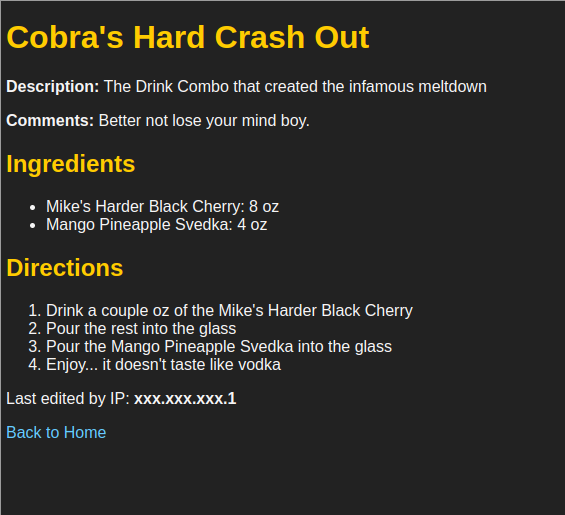 Cobra's Hard Crash Out
Description: The Drink Combo that created the infamous meltdown
Comments: Better not lose your mind boy.
Ingredients
• Mike's Harder Black Cherry: 8 oz
• Mango Pineapple Svedka: 4 oz
Directions
1. Drink a couple oz of the Mike's Harder Black Cherry
2. Pour the rest into the glass
3. Pour the Mango Pineapple Svedka into the glass
4. Enjoy... it doesn't taste like vodka
Last edited by IP: xxx.xxx.xxx.1
Back to Home